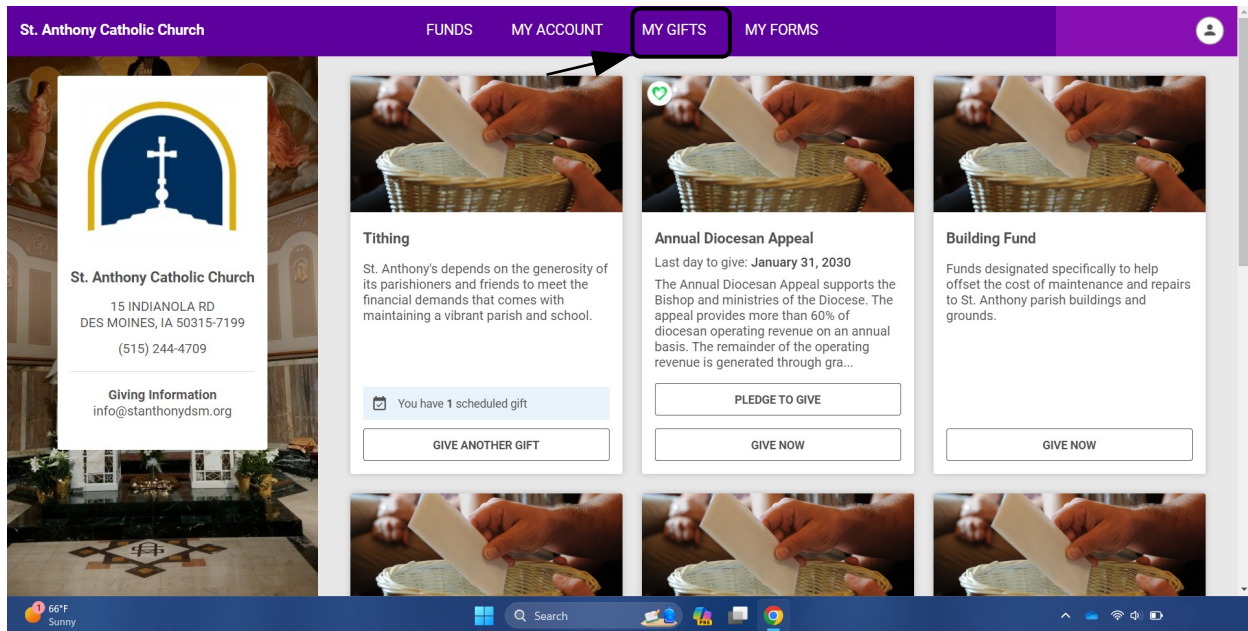 St. Anthony Catholic Church
FUNDS
MY ACCOUNT
MY GIFTS
MY FORMS
St. Anthony Catholic Church
15 INDIANOLA RD
DES MOINES, IA 50315-7199
(515) 244-4709
Giving Information
info@stanthonydsm.org
Tithing
St. Anthony's depends on the generosity of
its parishioners and friends to meet the
financial demands that comes with
maintaining a vibrant parish and school.
You have 1 scheduled gift
GIVE ANOTHER GIFT
Annual Diocesan Appeal
Last day to give: January 31, 2030
The Annual Diocesan Appeal supports the
Bishop and ministries of the Diocese. The
appeal provides more than 60% of
diocesan operating revenue on an annual
basis. The remainder of the operating
revenue is generated through gra...
PLEDGE TO GIVE
GIVE NOW
Building Fund
Funds designated specifically to help
offset the cost of maintenance and repairs
to St. Anthony parish buildings and
grounds.
GIVE NOW
1
66°F
Sunny
Search
PRE